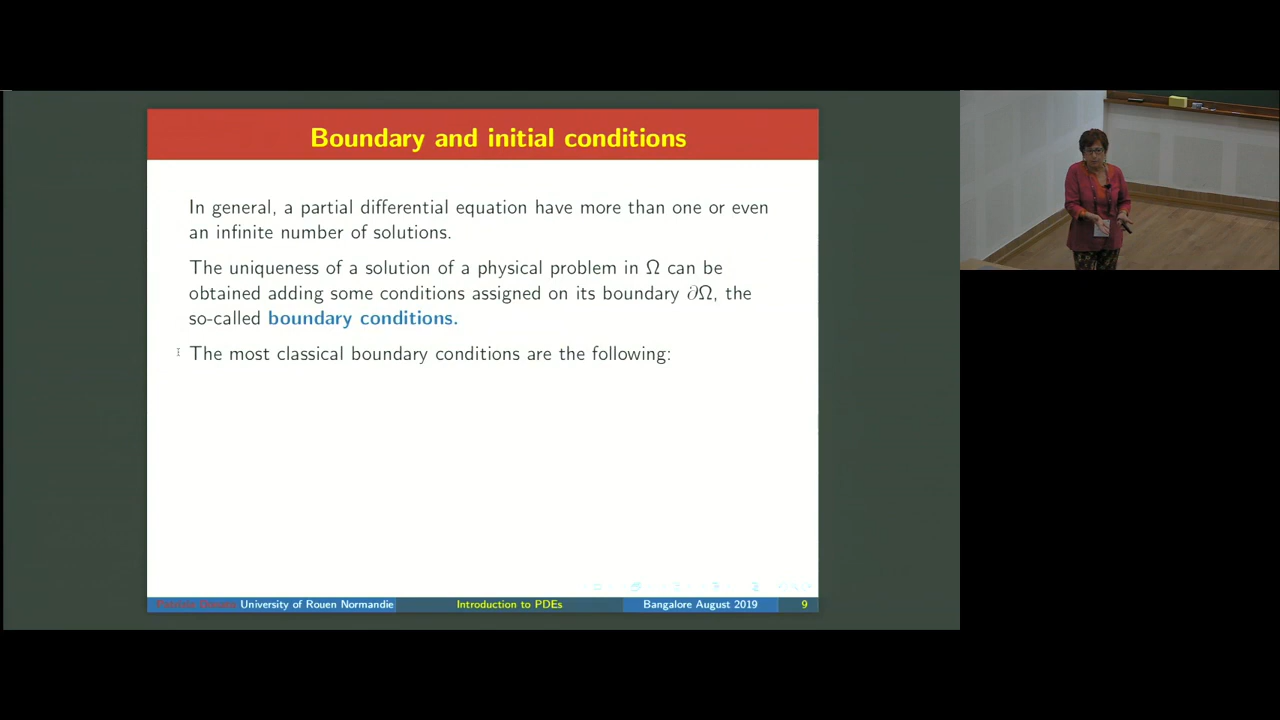 Boundary and initial conditions
In general, a partial differential equation have more than one or even
an infinite number of solutions.
The uniqueness of a solution of a physical problem in Ω can be
obtained adding some conditions assigned on its boundary ∂Ω, the
so-called boundary conditions.
The most classical boundary conditions are the following:
University of Rouen Normandie Introduction to PDEs Bangalore August 2019 9